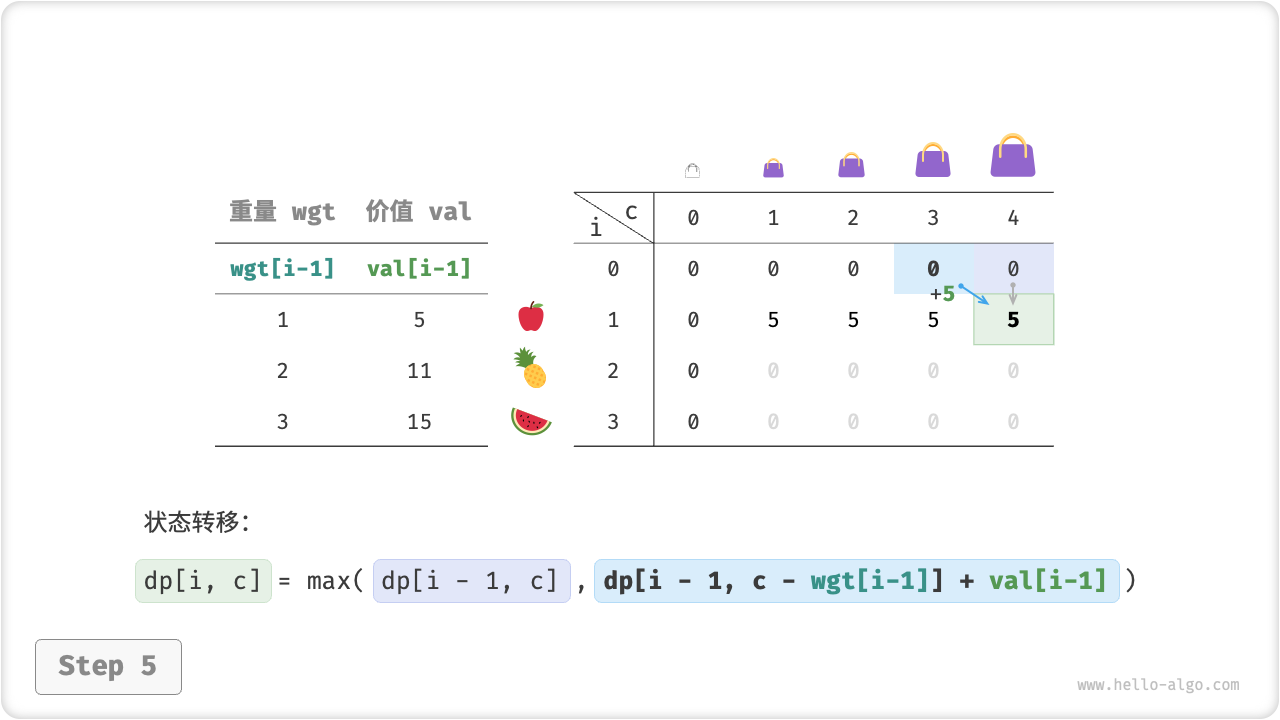 重量 wgt 价值 val
wgt[i-1] val[i-1]
1 5
2 11
3 15
c
i
0 1 2 3 4
0 0 0 0 0 0
+5
1 0 5 5 5 5
2 0 0 0 0 0
3 0 0 0 0 0
状态转移：
dp[i, c] = max( dp[i - 1, c] , dp[i - 1, c - wgt[i-1]] + val[i-1] )
Step 5
www.hello-algo.com